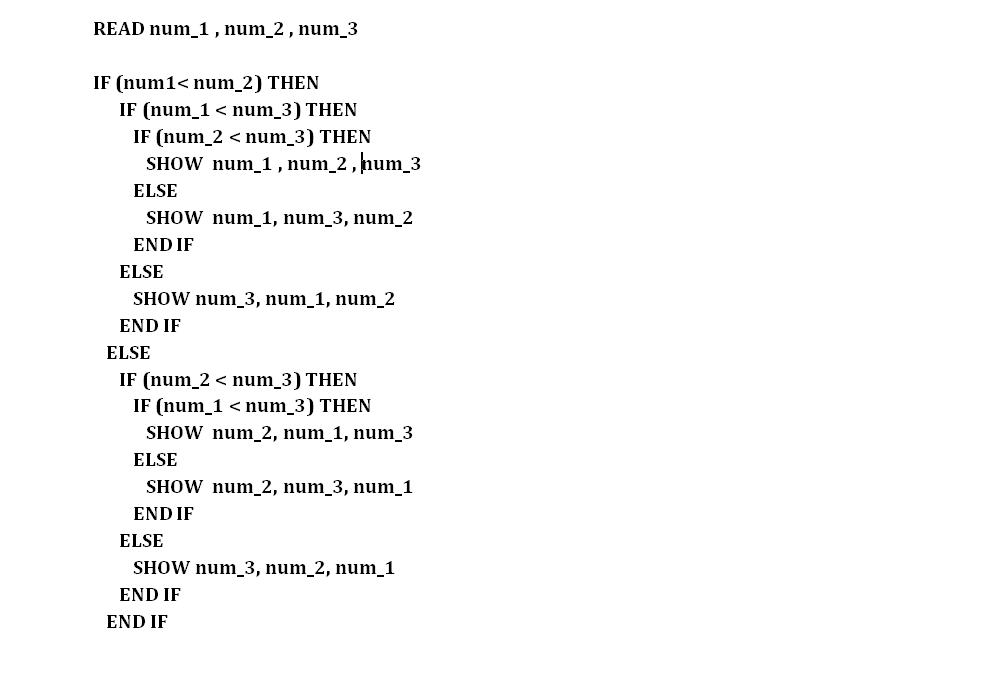 READ num_1 , num_2 , num_3
IF (num1< num_2) THEN
IF (num_1 < num_3) THEN
IF (num_2 < num_3) THEN
SHOW num_1 , num_2 , num_3
ELSE
SHOW num_1, num_3, num_2
END IF
ELSE
SHOW num_3, num_1, num_2
END IF
ELSE
IF (num_2 < num_3) THEN
IF (num_1 < num_3) THEN
SHOW num_2, num_1, num_3
ELSE
SHOW num_2, num_3, num_1
END IF
ELSE
SHOW num_3, num_2, num_1
END IF
END IF